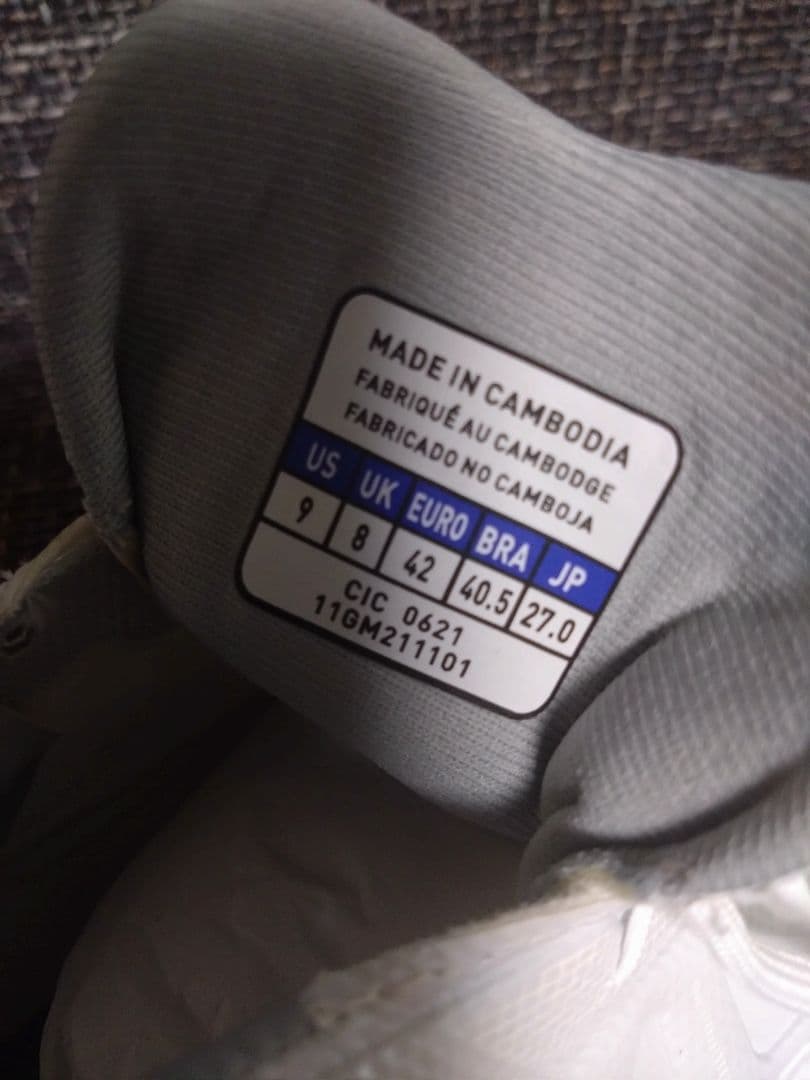 MADE IN CAMBODIA
FABRIQUÉ AU CAMBODGE
FABRICADO NO CAMBOJA
US UK EURO BRA JP
9 8 42 40.5 27.0
CIC 0621
11GM211101